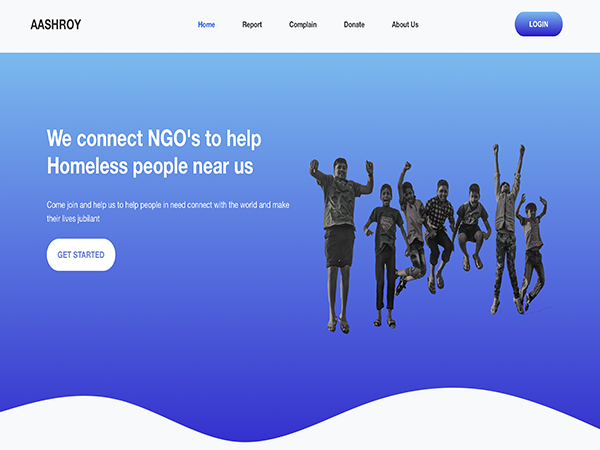 AASHROY
Home
Report
Complain
Donate
About Us
LOGIN
We connect NGO's to help
Homeless people near us
Come join and help us to help people in need connect with the world and make
their lives jubilant
GET STARTED